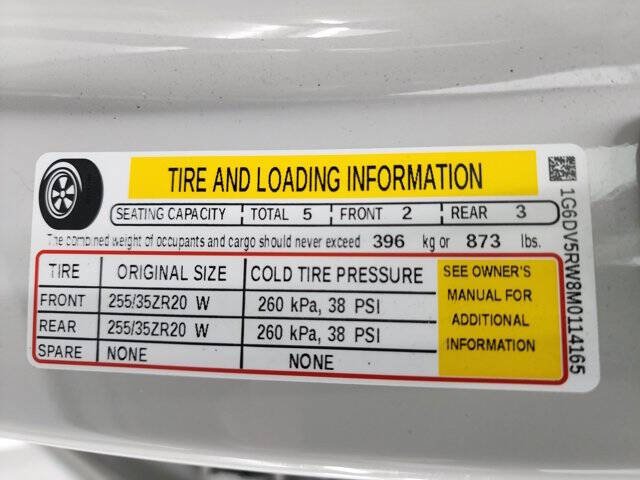 TIRE AND LOADING INFORMATION
SEATING CAPACITY TOTAL 5 FRONT 2 REAR 3
The combined weight of occupants and cargo should never exceed 396 kg or 873 lbs.
TIRE ORIGINAL SIZE COLD TIRE PRESSURE
FRONT 255/35ZR20 W 260 kPa, 38 PSI
REAR 255/35ZR20 W 260 kPa, 38 PSI
SPARE NONE NONE
SEE OWNER'S
MANUAL FOR
ADDITIONAL
INFORMATION
1G6DV5RW8M0114165